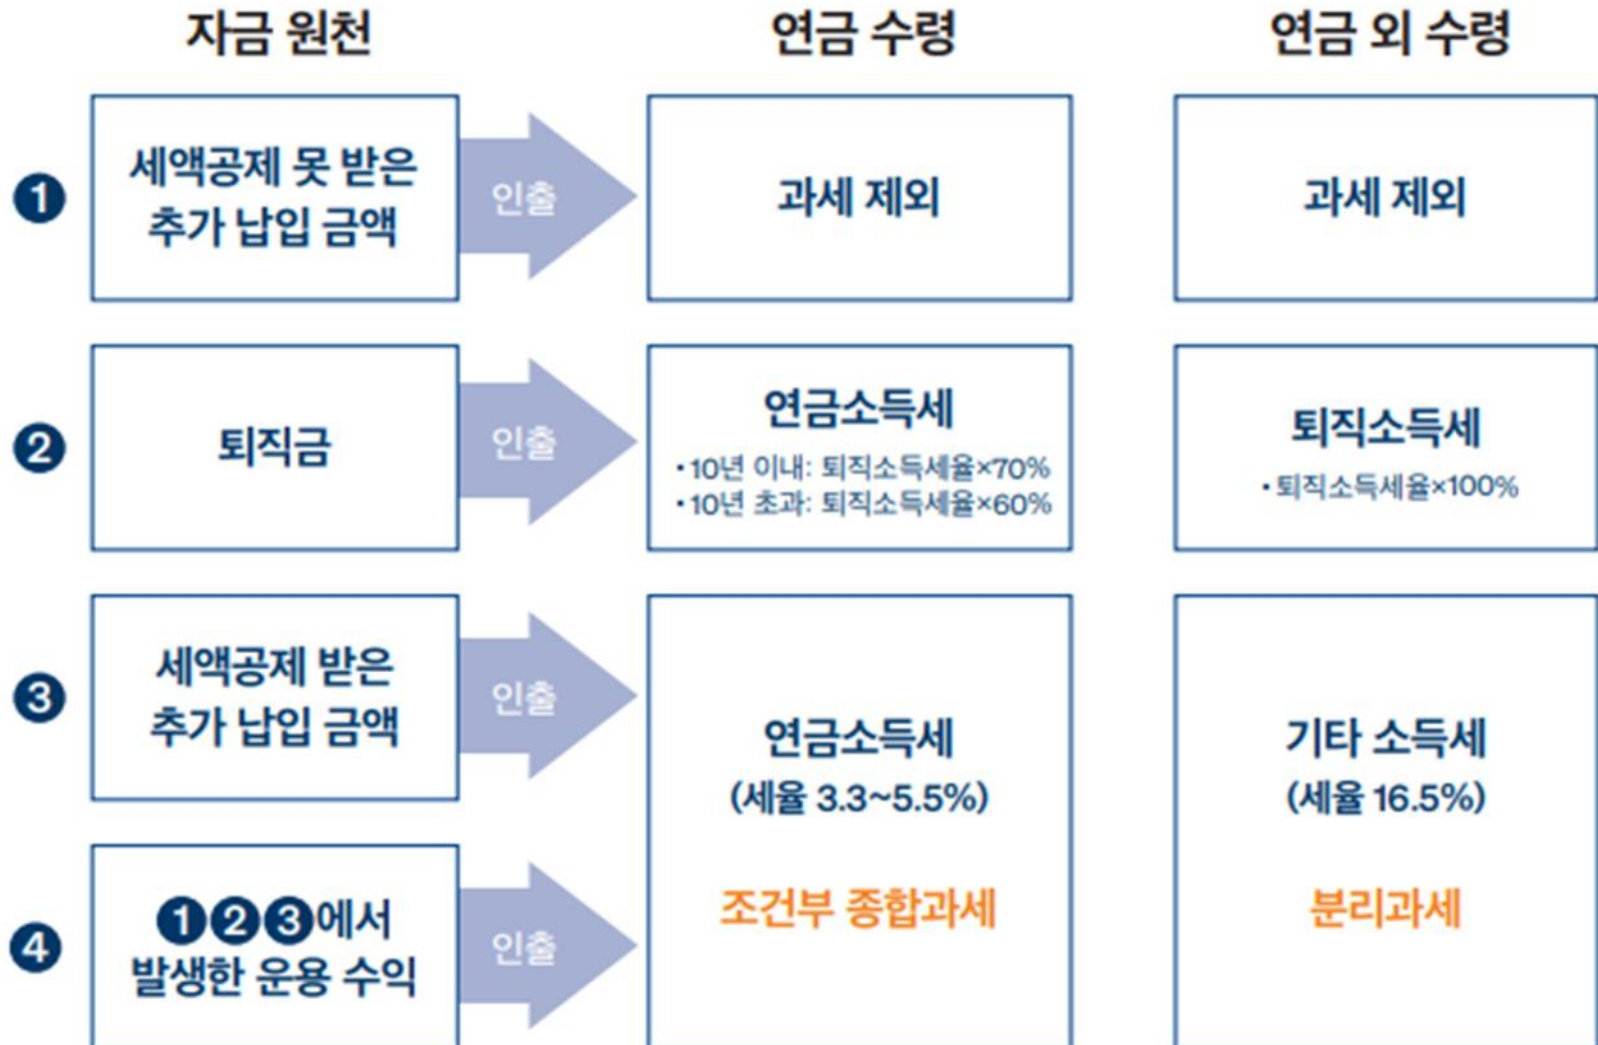 자금 원천
연금 수령
연금 외 수령
❶
세액공제 못 받은
추가 납입 금액
인출
과세 제외
과세 제외
❷
퇴직금
인출
연금소득세
• 10년 이내: 퇴직소득세율×70%
• 10년 초과: 퇴직소득세율×60%
퇴직소득세
• 퇴직소득세율×100%
❸
세액공제 받은
추가 납입 금액
인출
❹
❶❷❸에서
발생한 운용 수익
인출
연금소득세
(세율 3.3~5.5%)
조건부 종합과세
기타 소득세
(세율 16.5%)
분리과세